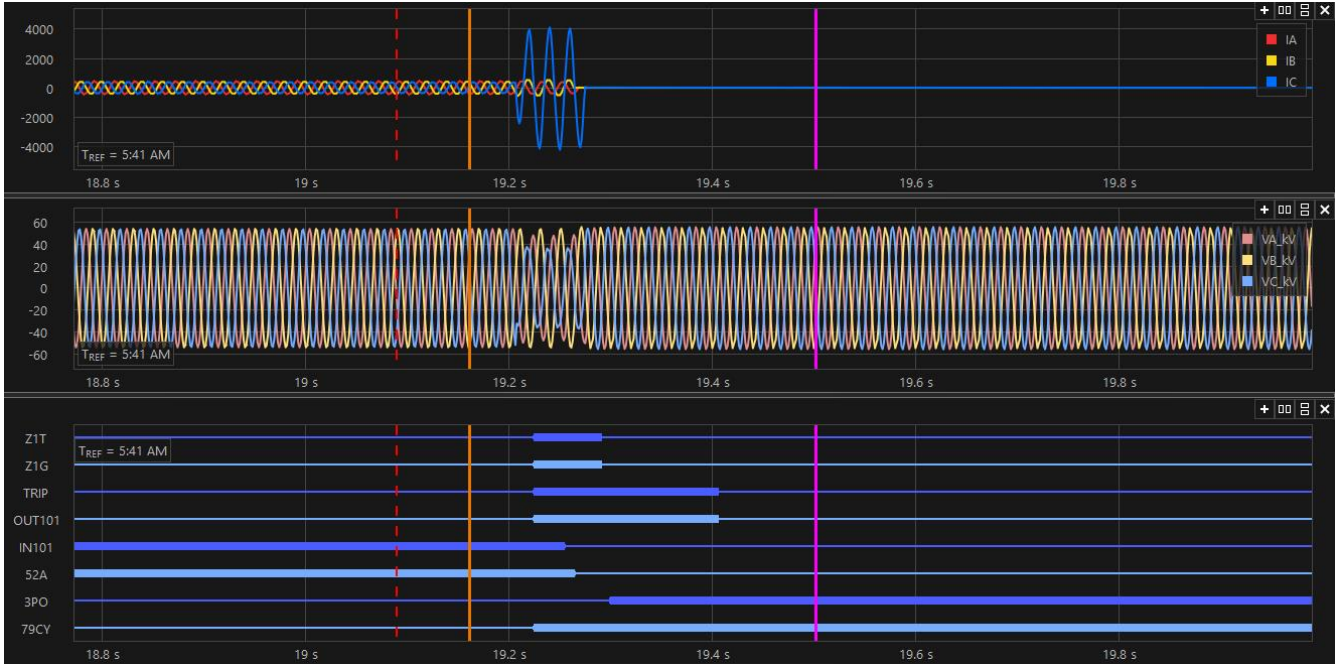 4000
2000
0
-2000
-4000
IA
IB
IC
TREF = 5:41 AM
18.8 s
19 s
19.2 s
19.4 s
19.6 s
19.8 s
60
40
20
0
-20
-40
-60
VA_kV
VB_kV
VC_kV
TREF = 5:41 AM
18.8 s
19 s
19.2 s
19.4 s
19.6 s
19.8 s
Z1T
TREF = 5:41 AM
Z1G
TRIP
OUT101
IN101
52A
3PO
79CY
18.8 s
19 s
19.2 s
19.4 s
19.6 s
19.8 s